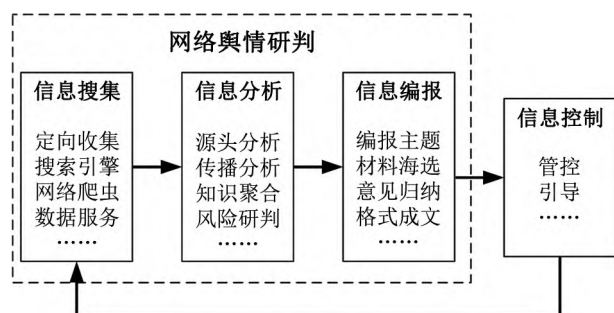 网络舆情研判
信息搜集
定向收集
搜索引擎
网络爬虫
数据服务
……
信息分析
源头分析
传播分析
知识聚合
风险研判
……
信息编报
编报主题
材料海选
意见归纳
格式成文
……
信息控制
管控
引导
……